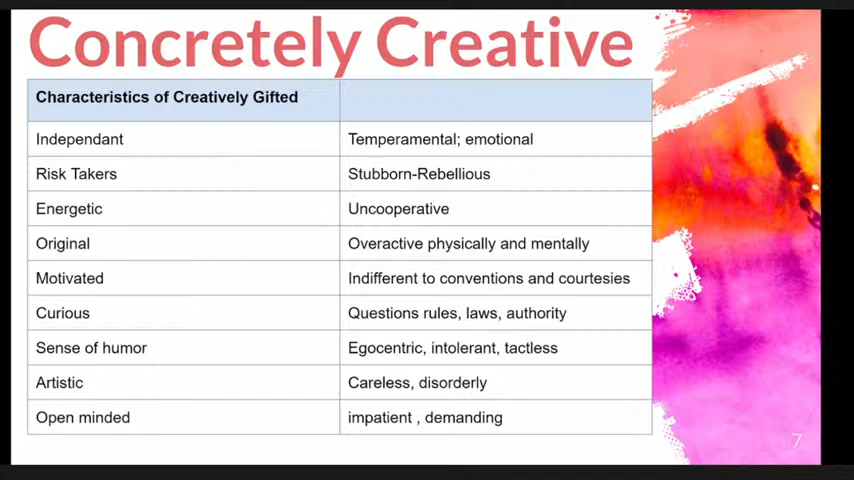 Concretely Creative
Characteristics of Creatively Gifted
Independant Temperamental; emotional
Risk Takers Stubborn-Rebellious
Energetic Uncooperative
Original Overactive physically and mentally
Motivated Indifferent to conventions and courtesies
Curious Questions rules, laws, authority
Sense of humor Egocentric, intolerant, tactless
Artistic Careless, disorderly
Open minded impatient , demanding
7